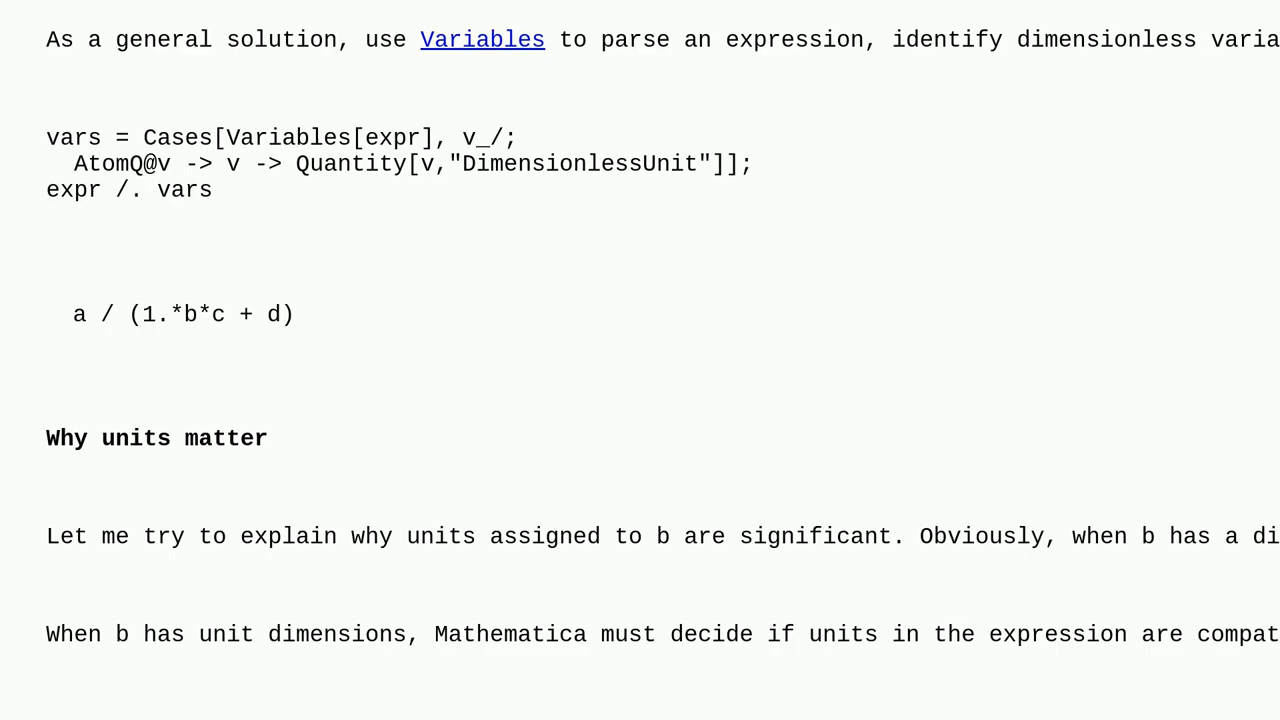 As a general solution, use Variables to parse an expression, identify dimensionless varia
vars = Cases[Variables[expr], v_/;
AtomQ@v -> v -> Quantity[v,"DimensionlessUnit"]];
expr /. vars
a / (1.*b*c + d)
Why units matter
Let me try to explain why units assigned to b are significant. Obviously, when b has a di
When b has unit dimensions, Mathematica must decide if units in the expression are compat